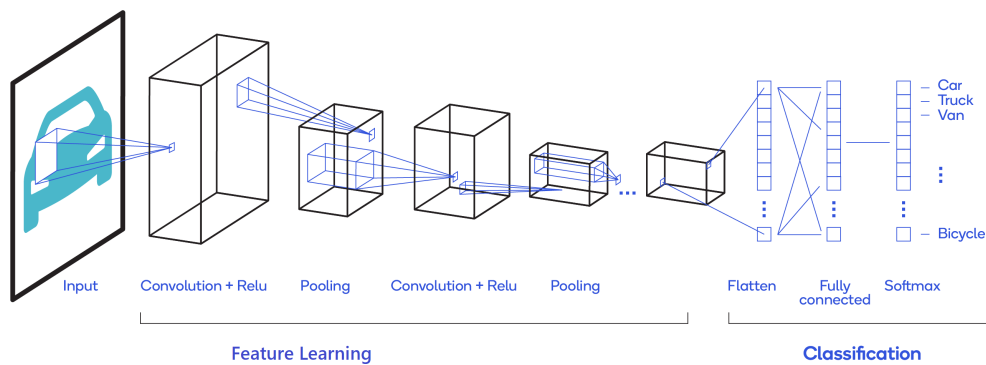 Car
Truck
Van
Bicycle
Input
Convolution + Relu
Pooling
Convolution + Relu
Pooling
Flatten
Fully
connected
Softmax
Feature Learning
Classification